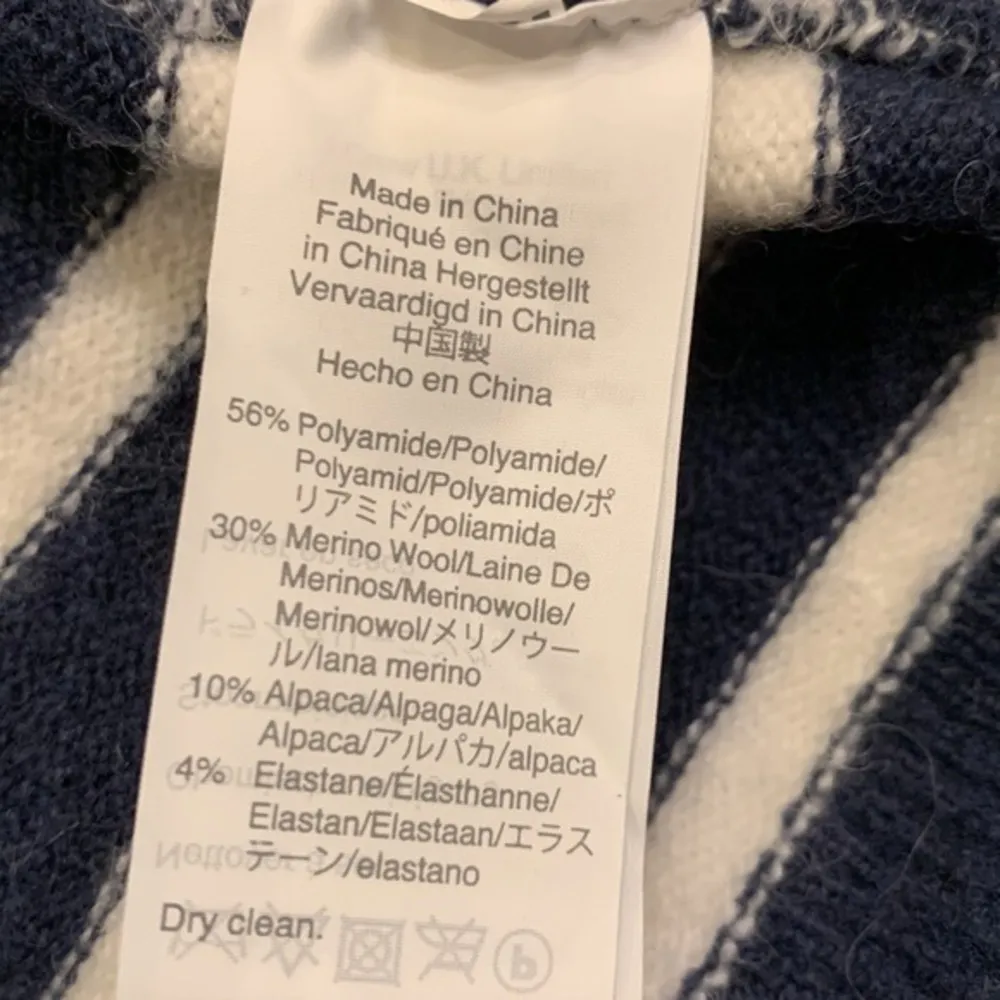 Made in China
Fabriqué en Chine
in China Hergestellt
Vervaardigd in China
中国製
Hecho en China
56% Polyamide/Polyamide/
Polyamid/Polyamide/ポ
リアミド/poliamida
30% Merino Wool/Laine De
Merinos/Merinowolle/
Merinowol/メリノウー
ル/lana merino
10% Alpaca/Alpaga/Alpaka/
Alpaca/アルパカ/alpaca
4% Elastane/Élasthanne/
Elastan/Elastaan/エラス
テーン/elastano
Dry clean.